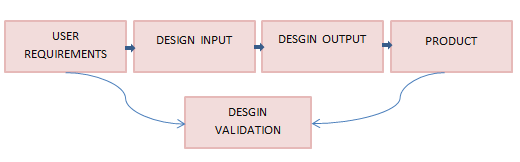 USER
REQUIREMENTS
DESIGN INPUT
DESGIN OUTPUT
PRODUCT
DESGIN
VALIDATION